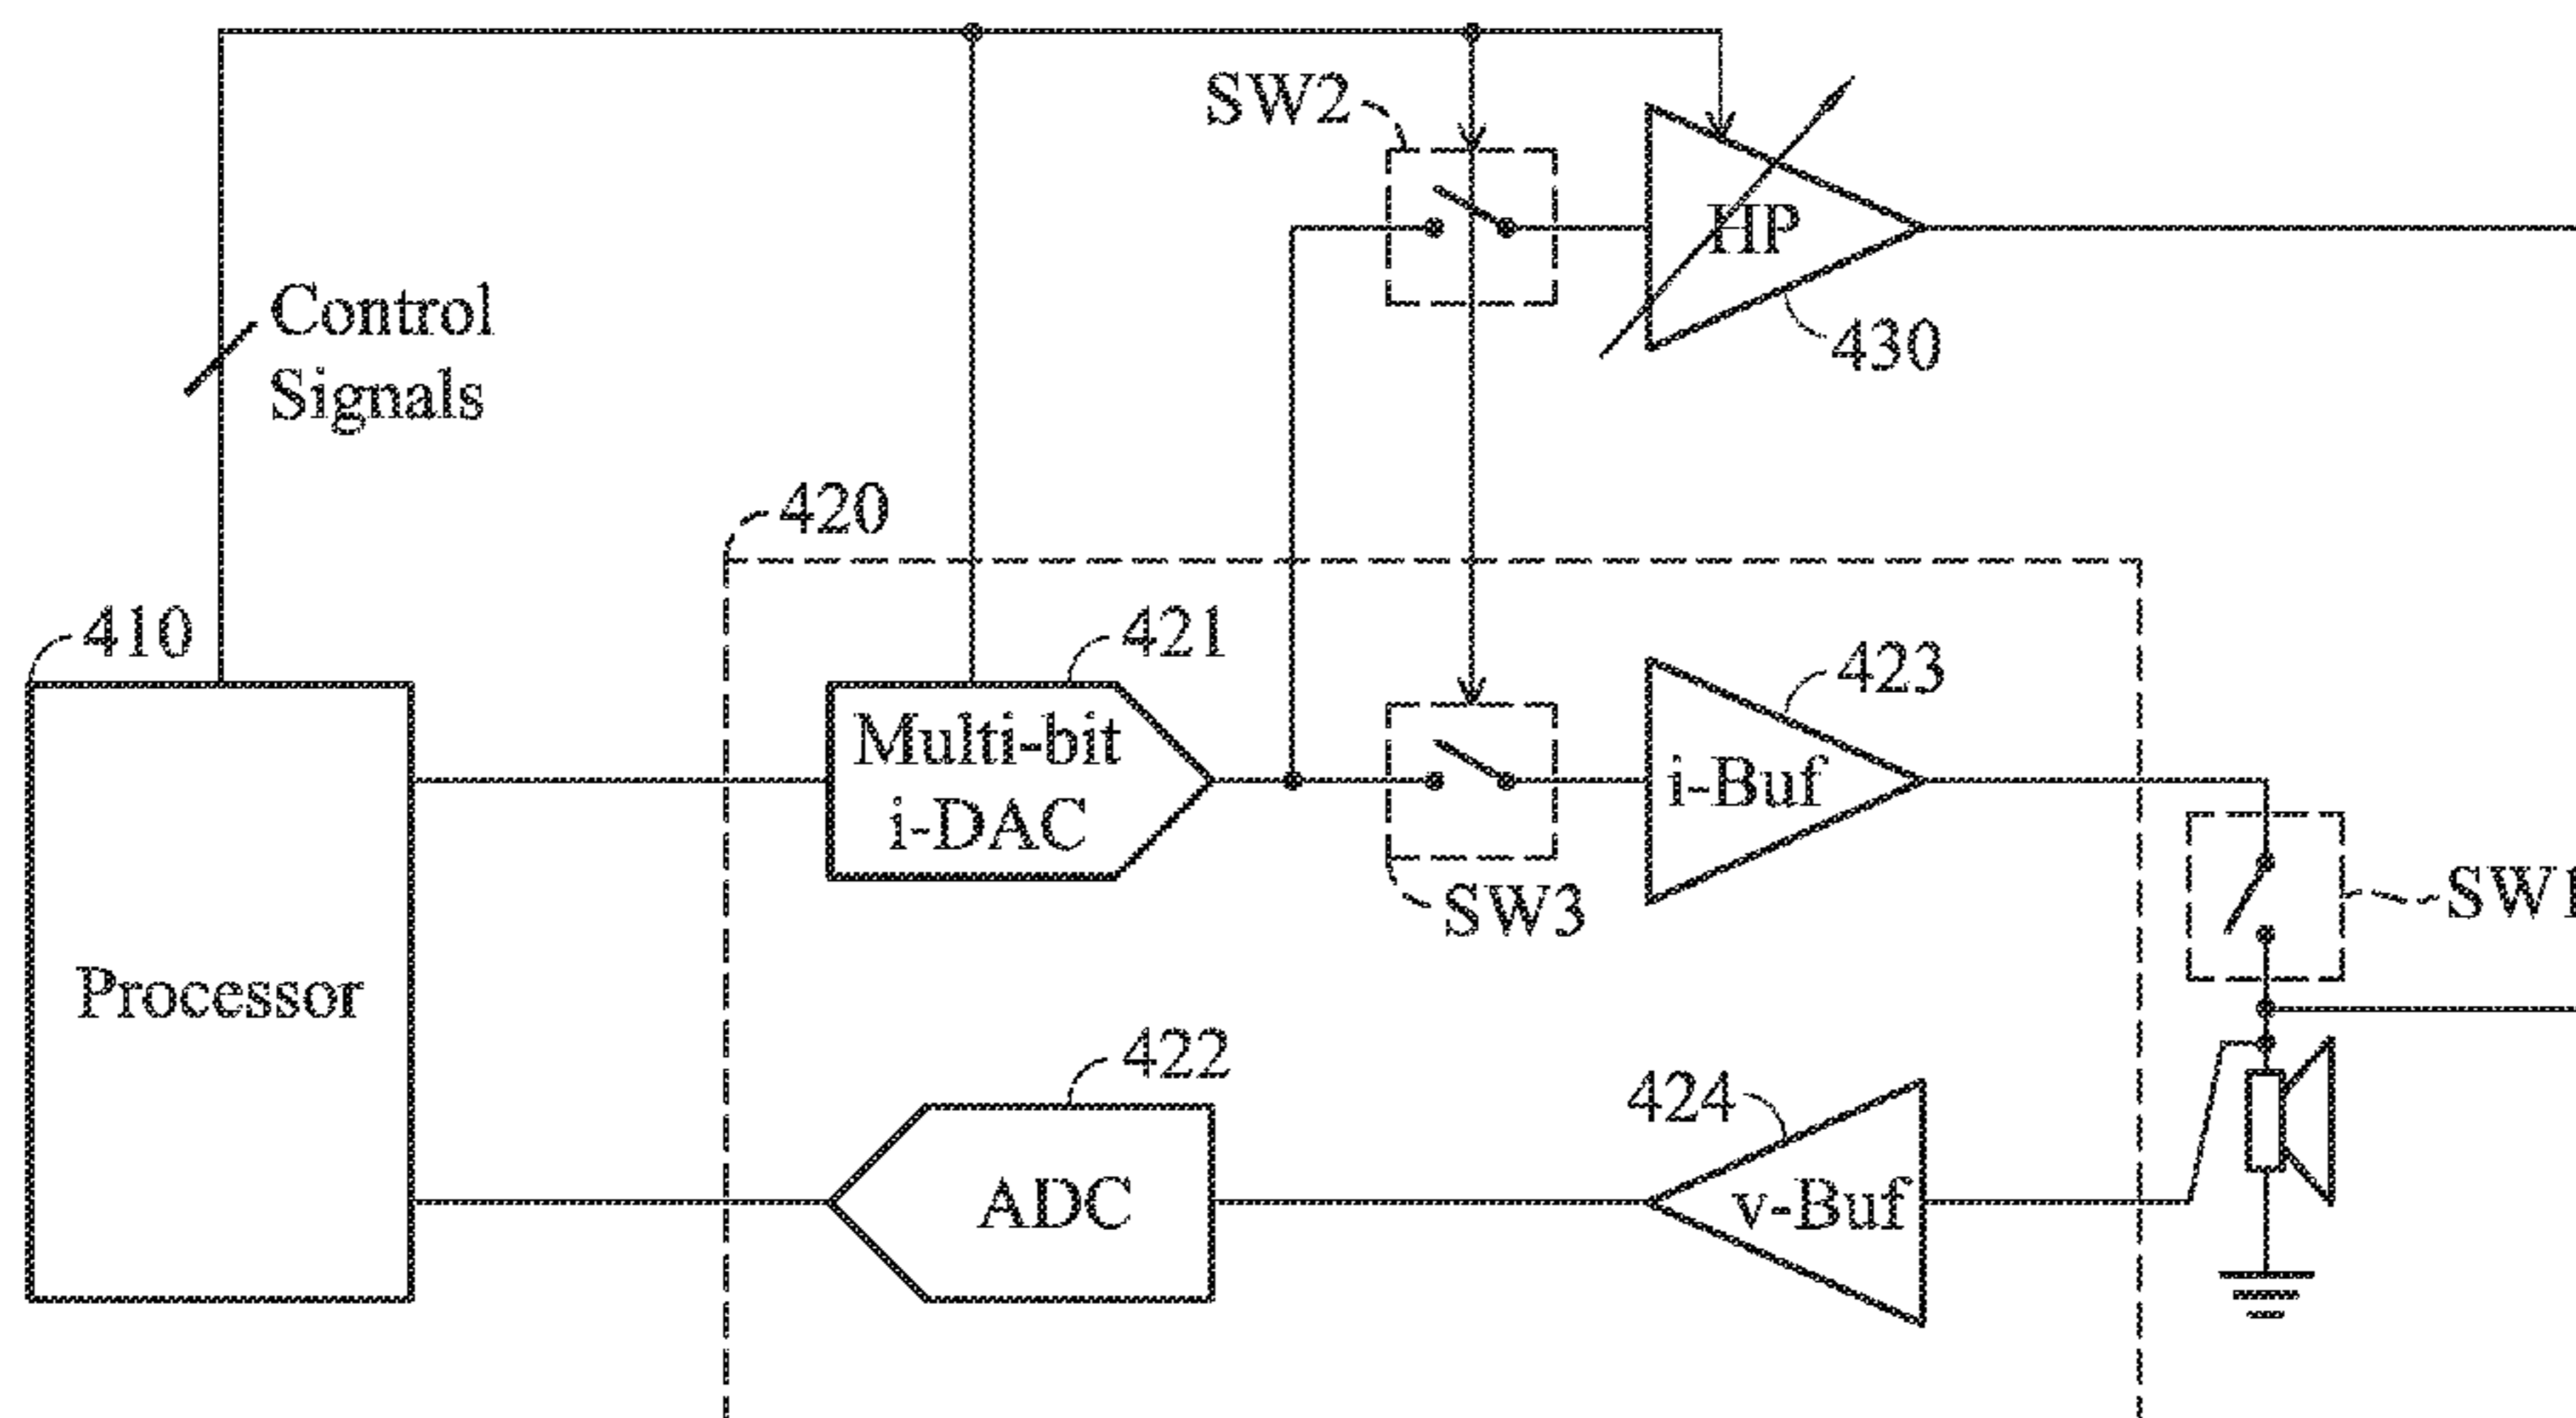 SW2
HP
Control
Signals
430
420
410
421
423
Multi-bit
i-DAC
i-Buf
SW3
SW1
Processor
422
424
ADC
v-Buf